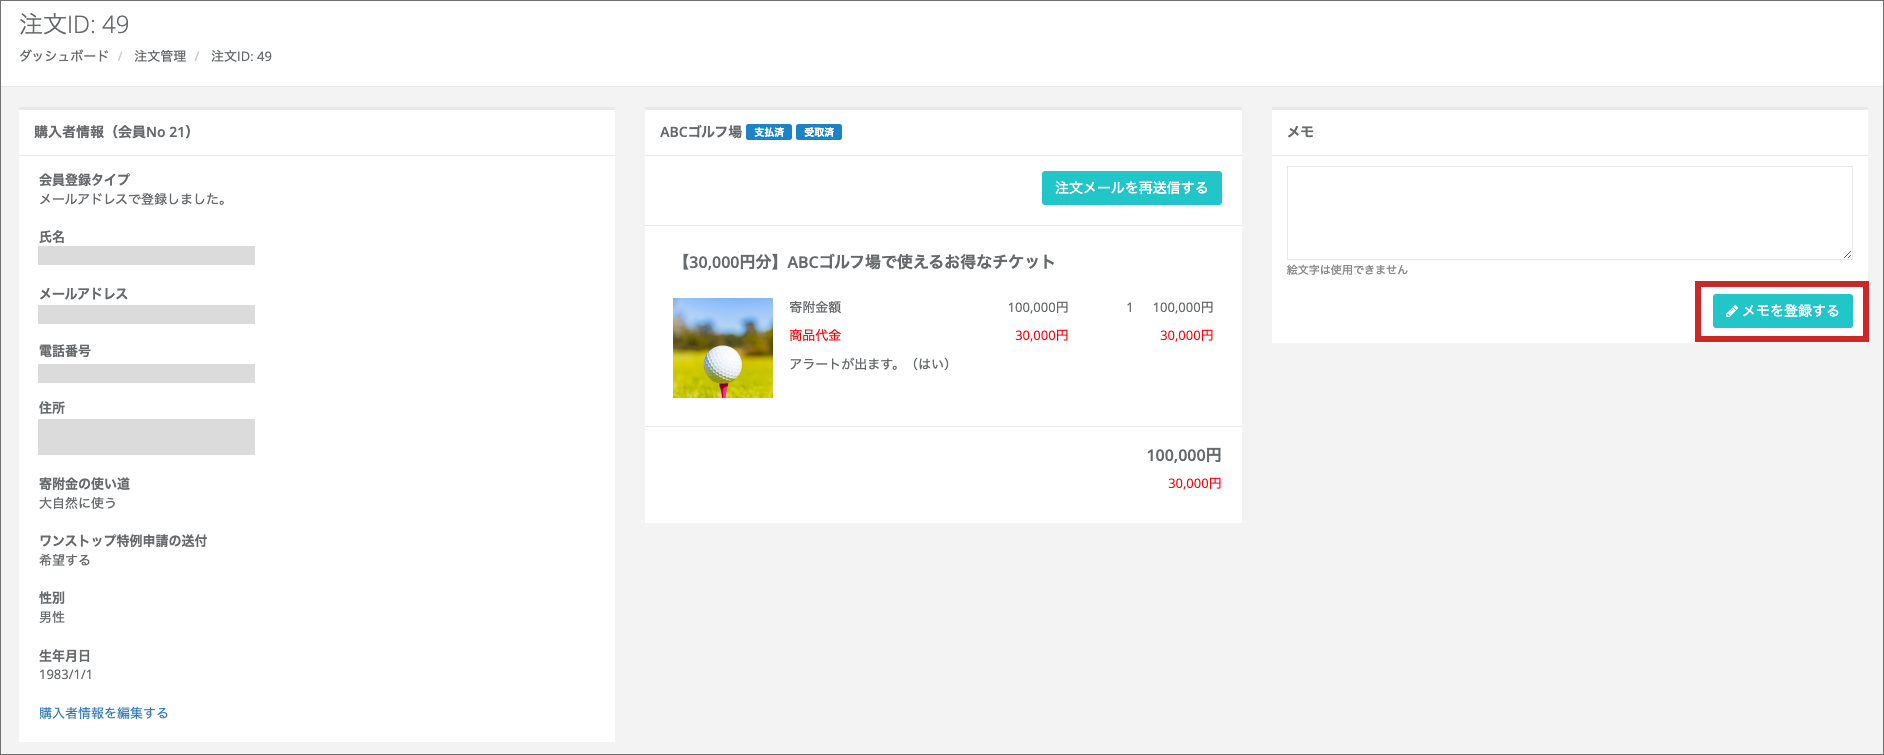 注文ID: 49
ダッシュボード / 注文管理 / 注文ID: 49
購入者情報（会員No 21）
会員登録タイプ
メールアドレスで登録しました。
氏名
メールアドレス
電話番号
住所
寄附金の使い道
大自然に使う
ワンストップ特例申請の送付
希望する
性別
男性
生年月日
1983/1/1
購入者情報を編集する
ABCゴルフ場 支払済 受取済
注文メールを再送信する
【30,000円分】ABCゴルフ場で使えるお得なチケット
寄附金額 100,000円 1 100,000円
商品代金 30,000円 30,000円
アラートが出ます。（はい）
100,000円
30,000円
メモ
絵文字は使用できません
メモを登録する